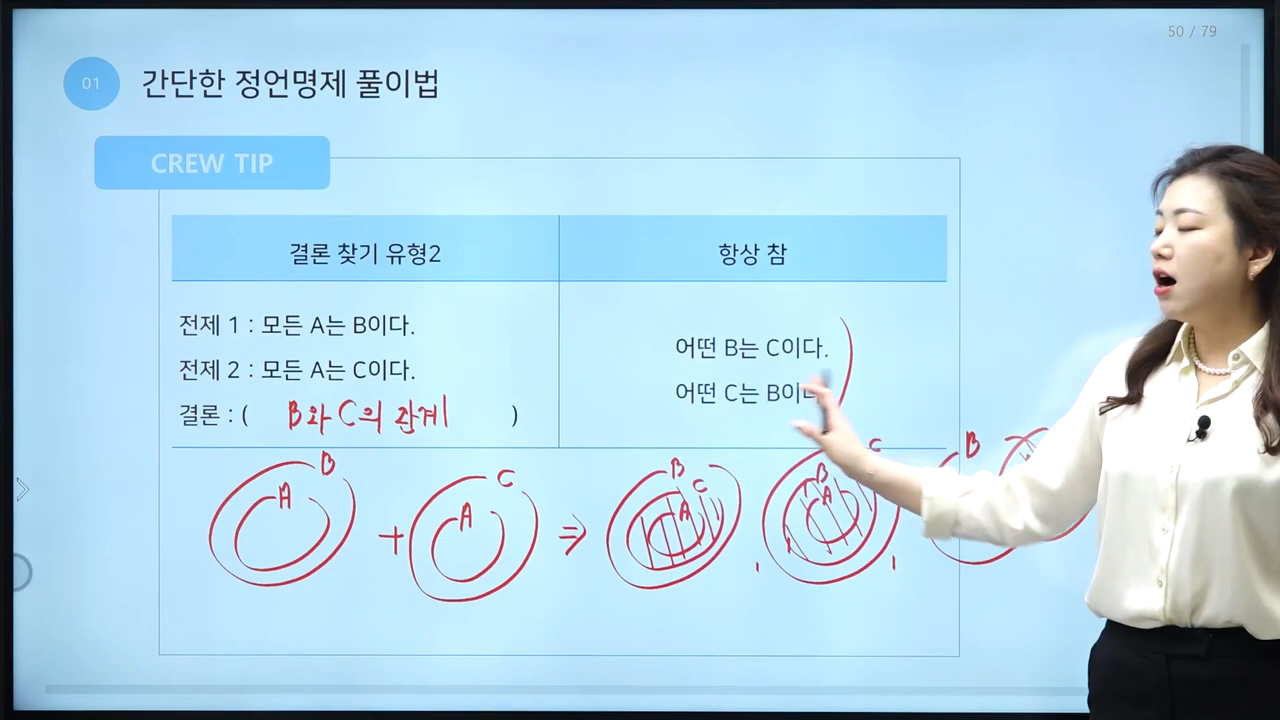 50 / 79
01 간단한 정언명제 풀이법
CREW TIP
결론 찾기 유형2
항상 참
전제 1 : 모든 A는 B이다.
전제 2 : 모든 A는 C이다.
결론 : ( B와 C의 관계 )
어떤 B는 C이다.
어떤 C는 B이
A B + A C ⇒ B C A , C B A , B